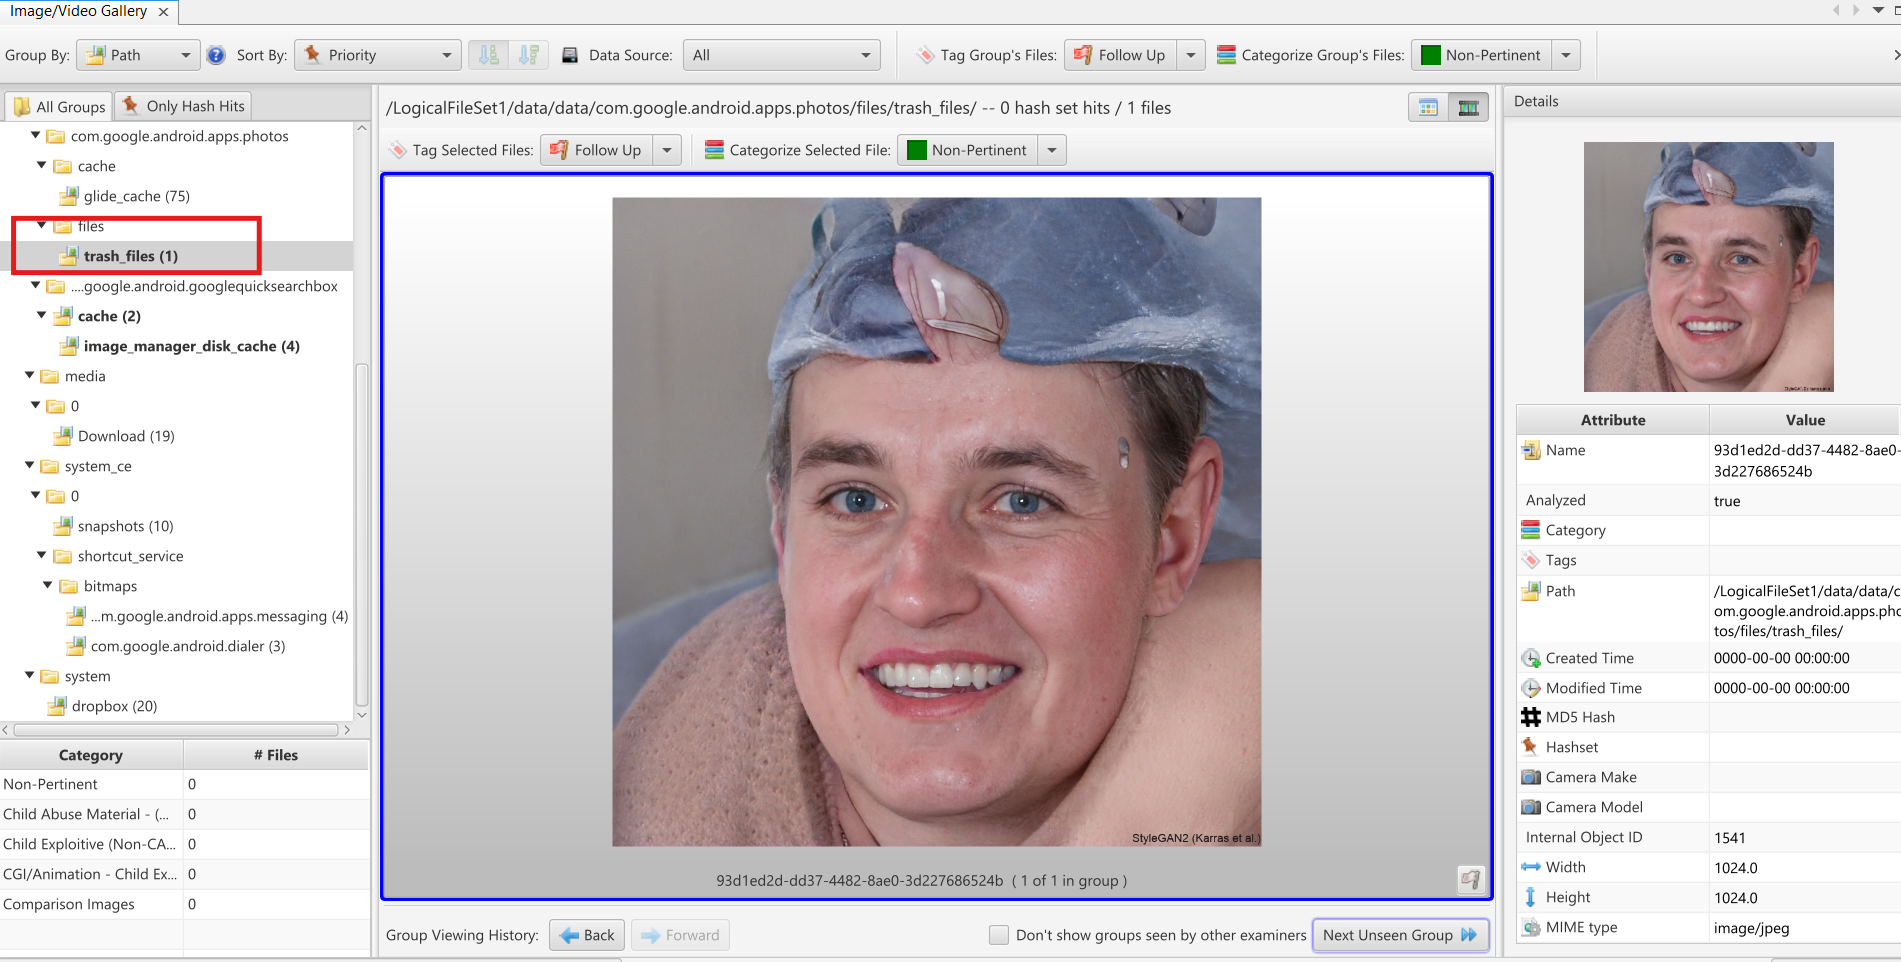 Image/Video Gallery
Group By: Path Sort By: Priority Data Source: All Tag Group's Files: Follow Up Categorize Group's Files: Non-Pertinent
All Groups Only Hash Hits
com.google.android.apps.photos
cache
glide_cache (75)
files
trash_files (1)
....google.android.googlequicksearchbox
cache (2)
image_manager_disk_cache (4)
media
0
Download (19)
system_ce
0
snapshots (10)
shortcut_service
bitmaps
...m.google.android.apps.messaging (4)
com.google.android.dialer (3)
system
dropbox (20)
Category # Files
Non-Pertinent 0
Child Abuse Material - (... 0
Child Exploitive (Non-CA... 0
CGI/Animation - Child Ex... 0
Comparison Images 0
/LogicalFileSet1/data/data/com.google.android.apps.photos/files/trash_files/ -- 0 hash set hits / 1 files
Tag Selected Files: Follow Up Categorize Selected File: Non-Pertinent
StyleGAN2 (Karras et al.)
93d1ed2d-dd37-4482-8ae0-3d227686524b ( 1 of 1 in group )
Group Viewing History: Back Forward Don't show groups seen by other examiners Next Unseen Group
Details
Attribute Value
Name 93d1ed2d-dd37-4482-8ae0-
3d227686524b
Analyzed true
Category
Tags
Path /LogicalFileSet1/data/data/c
om.google.android.apps.pho
tos/files/trash_files/
Created Time 0000-00-00 00:00:00
Modified Time 0000-00-00 00:00:00
MD5 Hash
Hashset
Camera Make
Camera Model
Internal Object ID 1541
Width 1024.0
Height 1024.0
MIME type image/jpeg